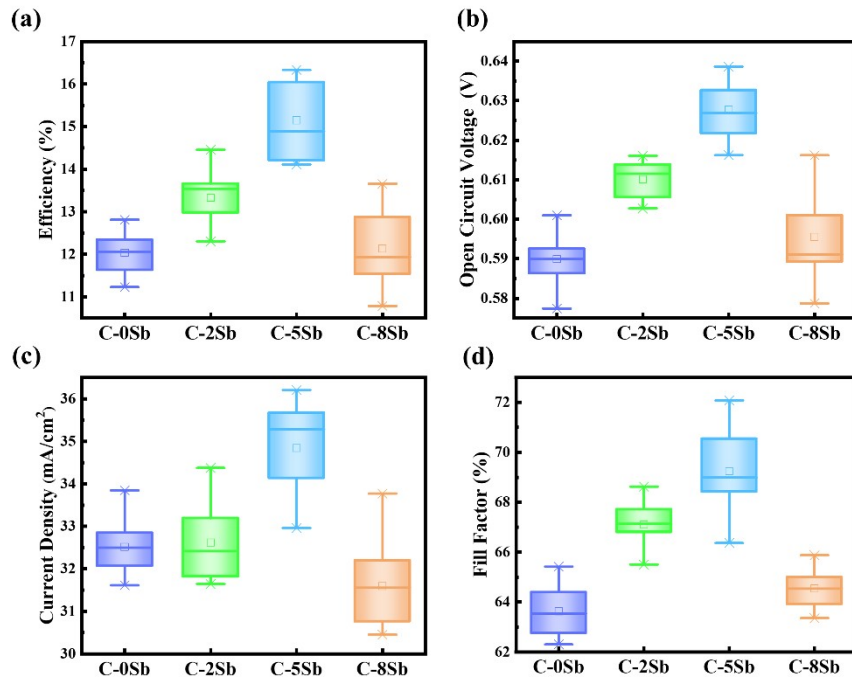 (a)
17
16
15
14
13
12
11
Efficiency (%)
C-0Sb C-2Sb C-5Sb C-8Sb
(b)
0.64
0.63
0.61
0.60
0.59
0.58
Open Circuit Voltage (V)
C-0Sb C-2Sb C-5Sb C-8Sb
(c)
36
35
34
32
31
30
Current Density (mA/cm²)
C-0Sb C-2Sb C-5Sb C-8Sb
(d)
72
70
68
66
64
62
Fill Factor (%)
C-0Sb C-2Sb C-5Sb C-8Sb